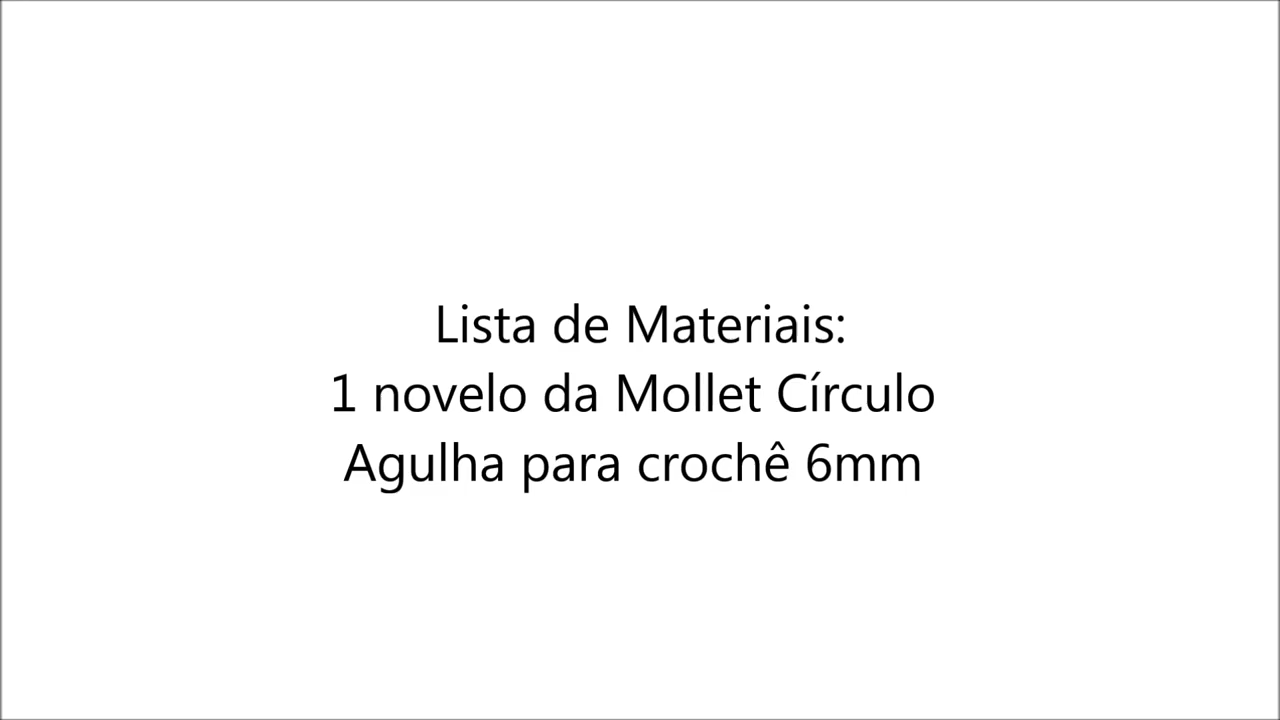 Lista de Materiais:
1 novelo da Mollet Círculo
Agulha para crochê 6mm